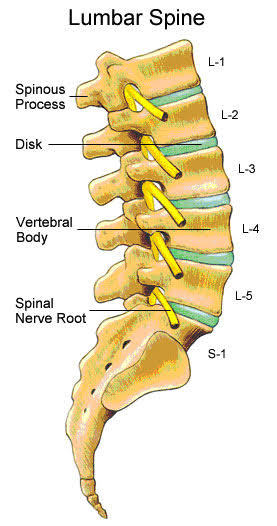 Lumbar Spine
L-1
Spinous
Process
L-2
Disk
L-3
Vertebral
Body
L-4
Spinal
Nerve Root
L-5
S-1